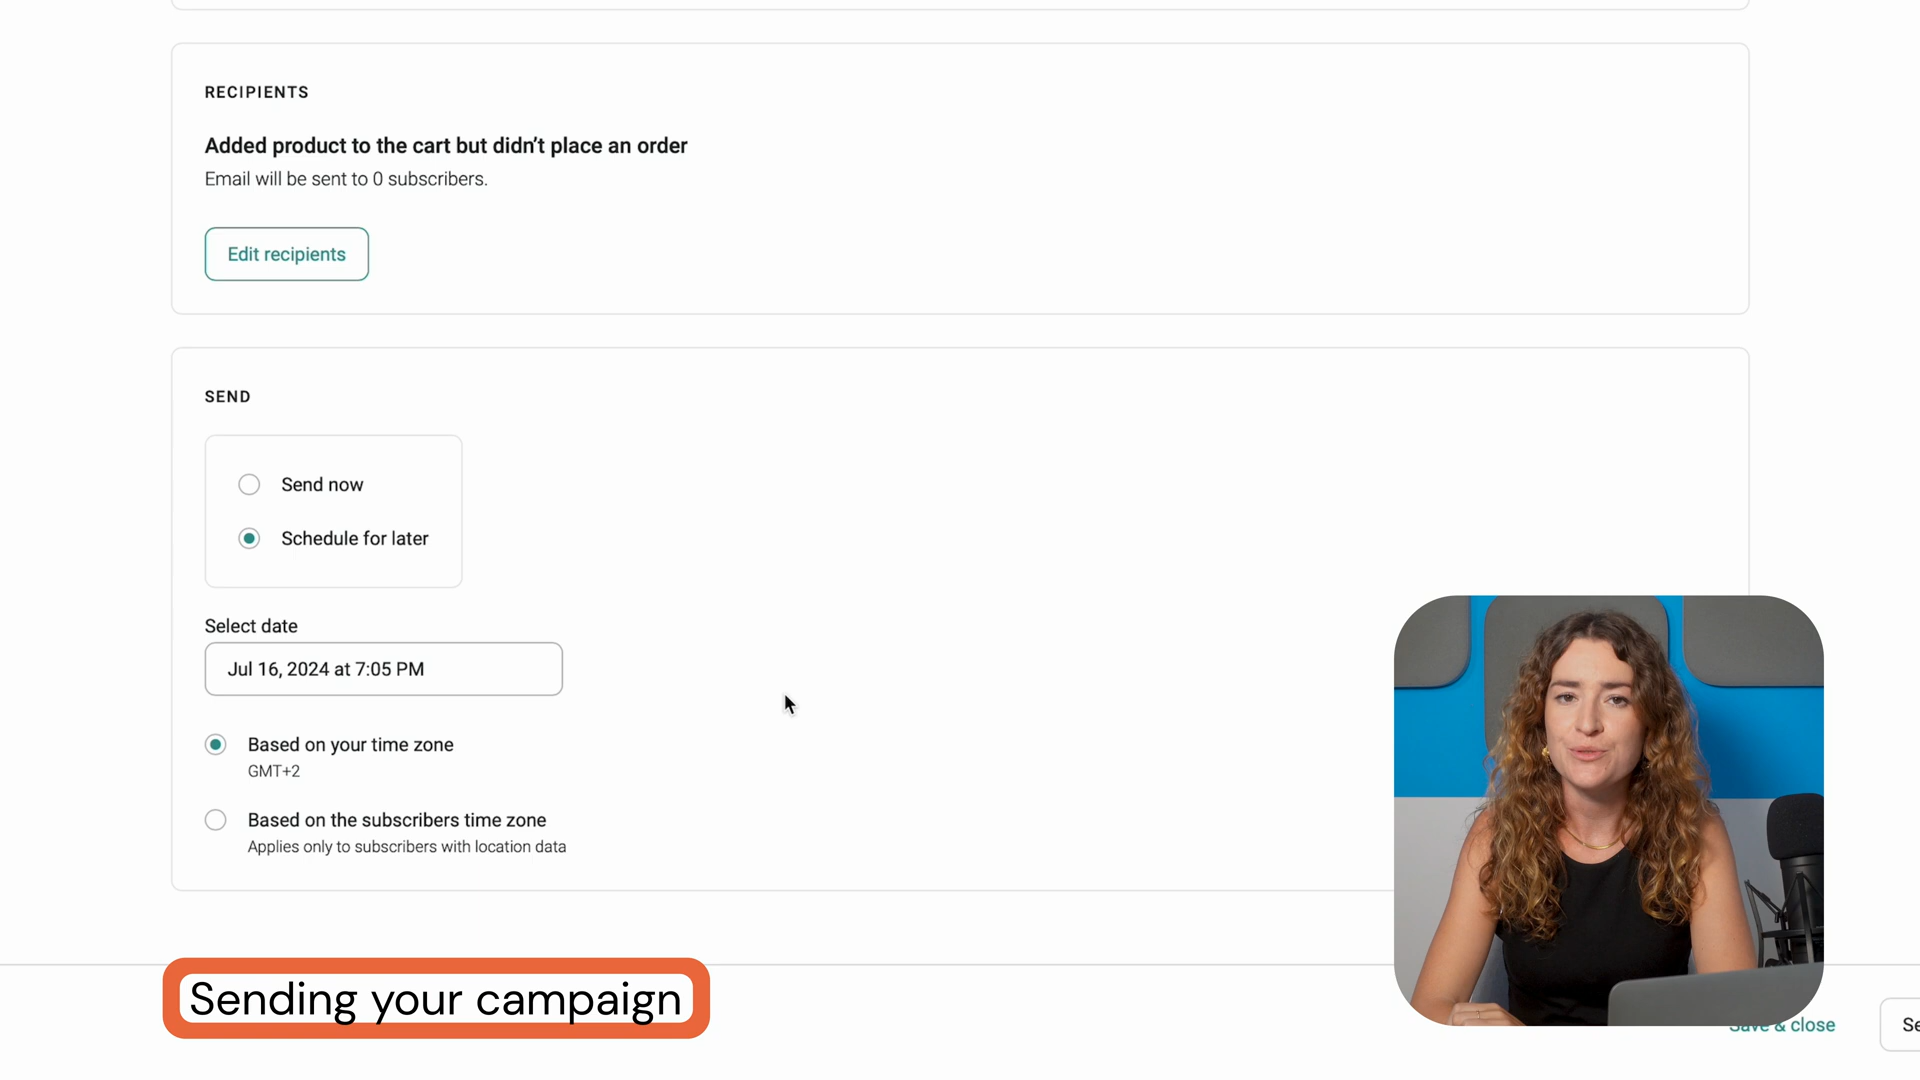 RECIPIENTS
Added product to the cart but didn’t place an order
Email will be sent to 0 subscribers.
Edit recipients
SEND
Send now
Schedule for later
Select date
Jul 16, 2024 at 7:05 PM
Based on your time zone
GMT+2
Based on the subscribers time zone
Applies only to subscribers with location data
Sending your campaign
Save & close
Se